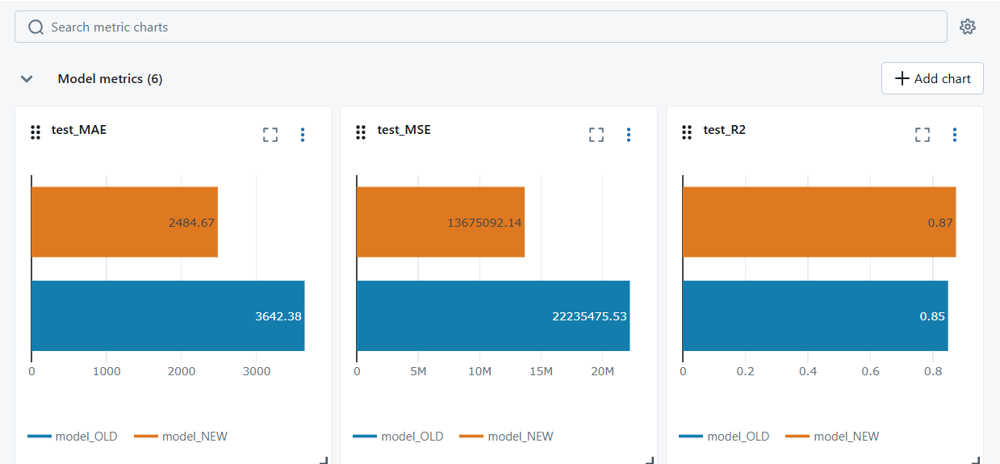 Search metric charts
Model metrics (6)
Add chart
test_MAE
2484.67
3642.38
0 1000 2000 3000
model_OLD model_NEW
test_MSE
13675092.14
22235475.53
0 5M 10M 15M 20M
model_OLD model_NEW
test_R2
0.87
0.85
0 0.2 0.4 0.6 0.8
model_OLD model_NEW